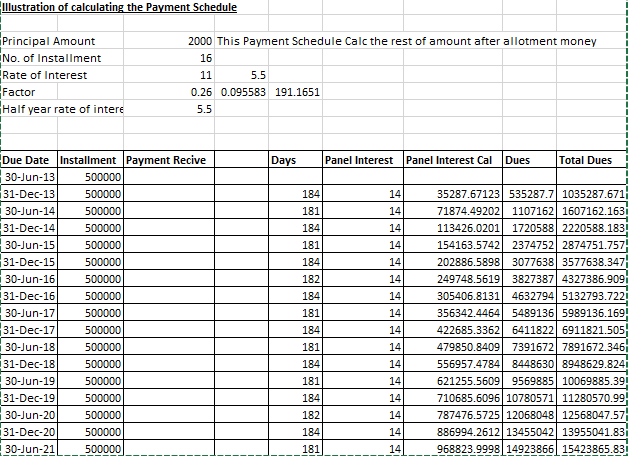 Illustration of calculating the Payment Schedule
Principal Amount 2000 This Payment Schedule Calc the rest of amount after allotment money
No. of Installment 16
Rate of Interest 11 5.5
Factor 0.26 0.095583 191.1651
Half year rate of intere 5.5
Due Date Installment Payment Recive Days Panel Interest Panel Interest Cal Dues Total Dues
30-Jun-13 500000
31-Dec-13 500000 184 14 35287.67123 535287.7 1035287.671
30-Jun-14 500000 181 14 71874.49202 1107162 1607162.163
31-Dec-14 500000 184 14 113426.0201 1720588 2220588.183
30-Jun-15 500000 181 14 154163.5742 2374752 2874751.757
31-Dec-15 500000 184 14 202886.5898 3077638 3577638.347
30-Jun-16 500000 182 14 249748.5619 3827387 4327386.909
31-Dec-16 500000 184 14 305406.8131 4632794 5132793.722
30-Jun-17 500000 181 14 356342.4464 5489136 5989136.169
31-Dec-17 500000 184 14 422685.3362 6411822 6911821.505
30-Jun-18 500000 181 14 479850.8409 7391672 7891672.346
31-Dec-18 500000 184 14 556957.4784 8448630 8948629.824
30-Jun-19 500000 181 14 621255.5609 9569885 10069885.39
31-Dec-19 500000 184 14 710685.6096 10780571 11280570.99
30-Jun-20 500000 182 14 787476.5725 12068048 12568047.57
31-Dec-20 500000 184 14 886994.2612 13455042 13955041.83
30-Jun-21 500000 181 14 968823.9998 14923866 15423865.83